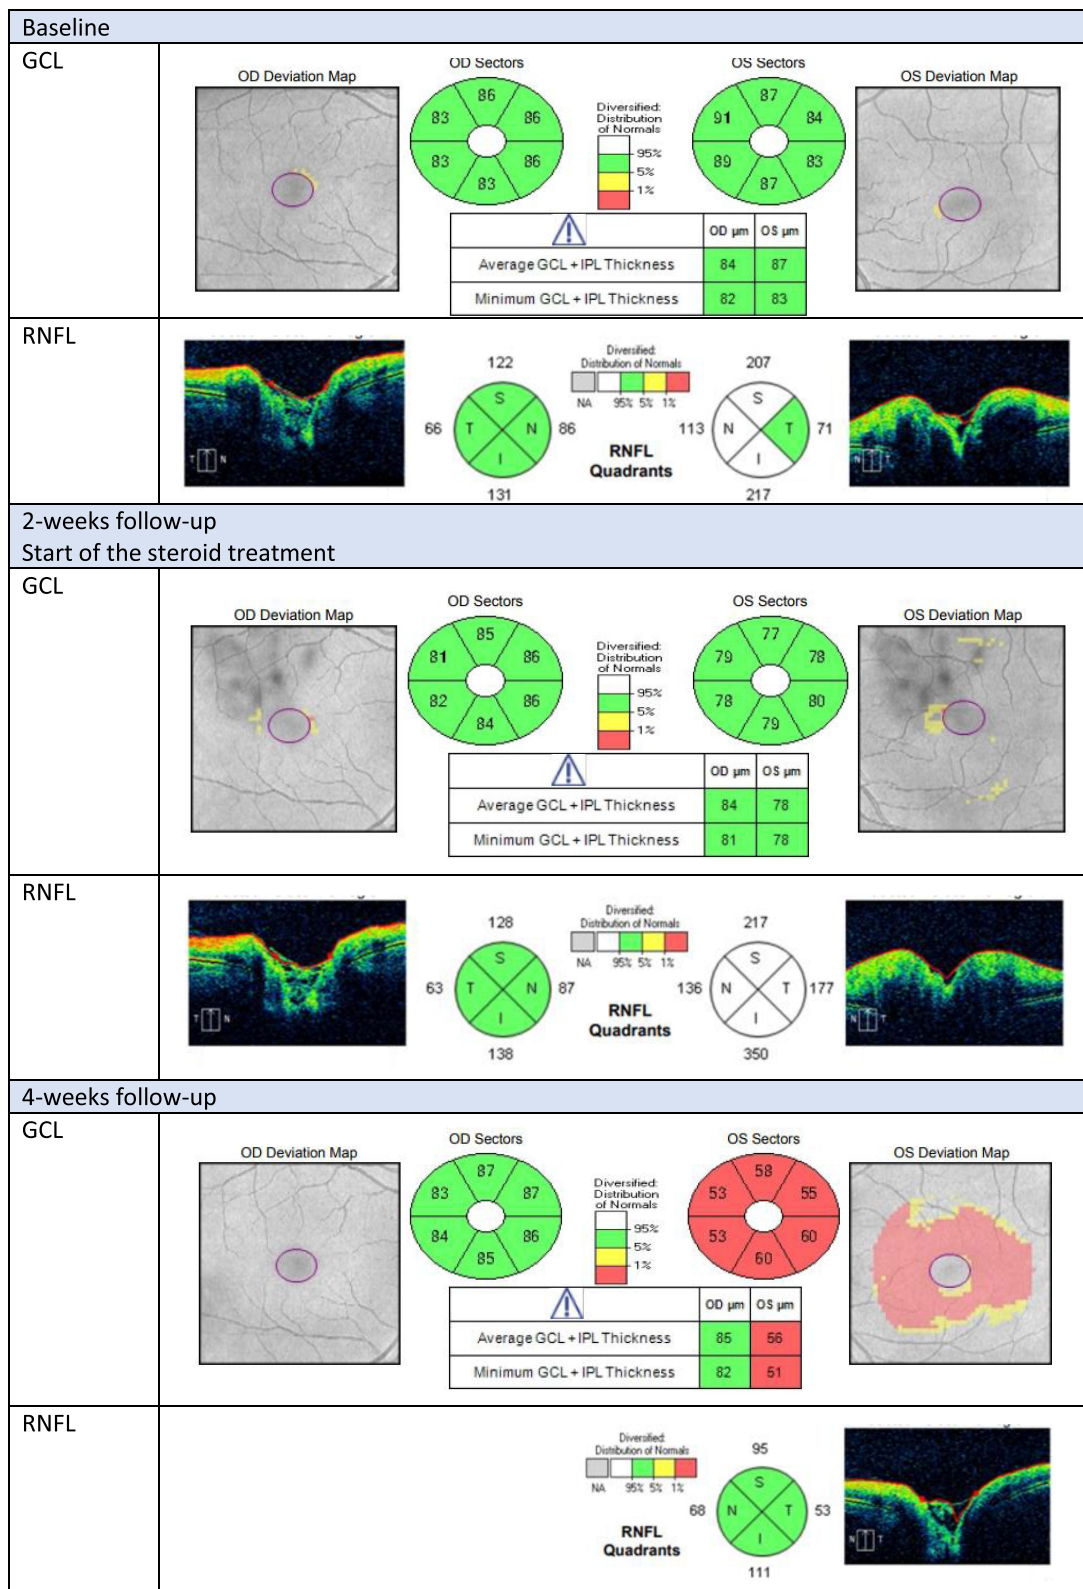 Baseline
GCL
OD Deviation Map
OD Sectors
86
83
86
83
86
83
Diversified:
Distribution
of Normals
95%
5%
1%
OS Sectors
87
91
84
89
83
87
OS Deviation Map
OD µm OS µm
Average GCL + IPL Thickness 84 87
Minimum GCL + IPL Thickness 82 83
RNFL
T N
122
S
66 T N 86
I
131
Diversified:
Distribution of Normals
NA 95% 5% 1%
RNFL
Quadrants
207
S
113 N T 71
I
217
N T
2-weeks follow-up
Start of the steroid treatment
GCL
OD Deviation Map
OD Sectors
85
81
86
82
86
84
Diversified:
Distribution
of Normals
95%
5%
1%
OS Sectors
77
79
78
78
80
79
OS Deviation Map
OD µm OS µm
Average GCL + IPL Thickness 84 78
Minimum GCL + IPL Thickness 81 78
RNFL
T N
128
S
63 T N 87
I
138
Diversified:
Distribution of Normals
NA 95% 5% 1%
RNFL
Quadrants
217
S
136 N T 177
I
350
N T
4-weeks follow-up
GCL
OD Deviation Map
OD Sectors
87
83
87
84
86
85
Diversified:
Distribution
of Normals
95%
5%
1%
OS Sectors
58
53
55
53
60
60
OS Deviation Map
OD µm OS µm
Average GCL + IPL Thickness 85 56
Minimum GCL + IPL Thickness 82 51
RNFL
Diversified:
Distribution of Normals
NA 95% 5% 1%
RNFL
Quadrants
95
S
68 N T 53
I
111
N T